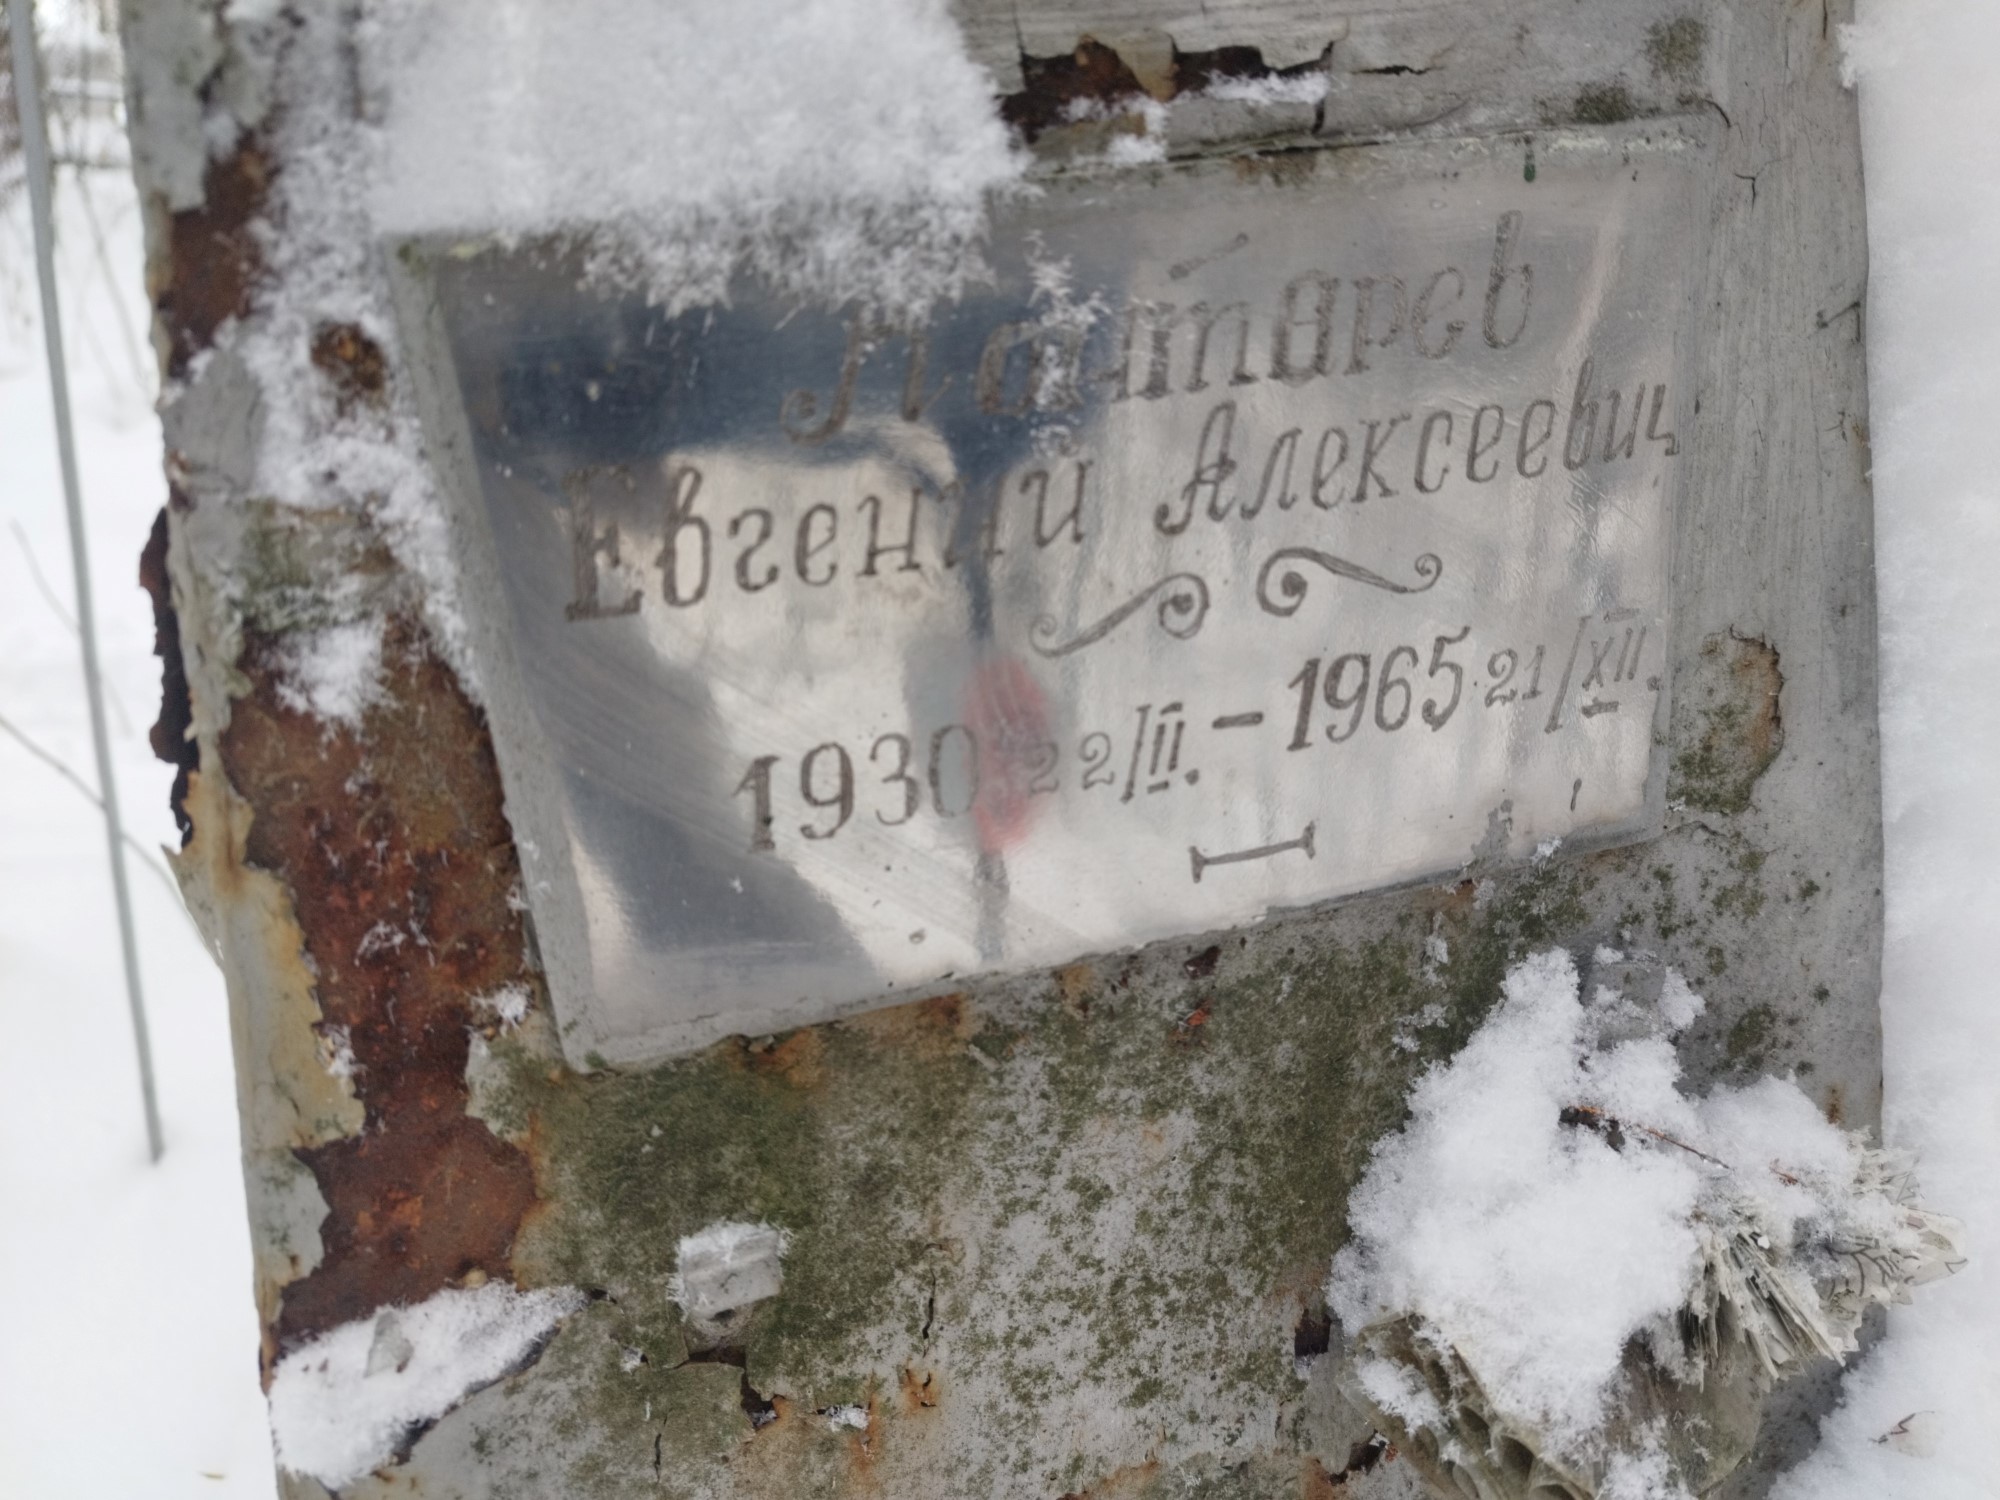 Евгений Алексеевич
1930 22/II. – 1965 21/XII.